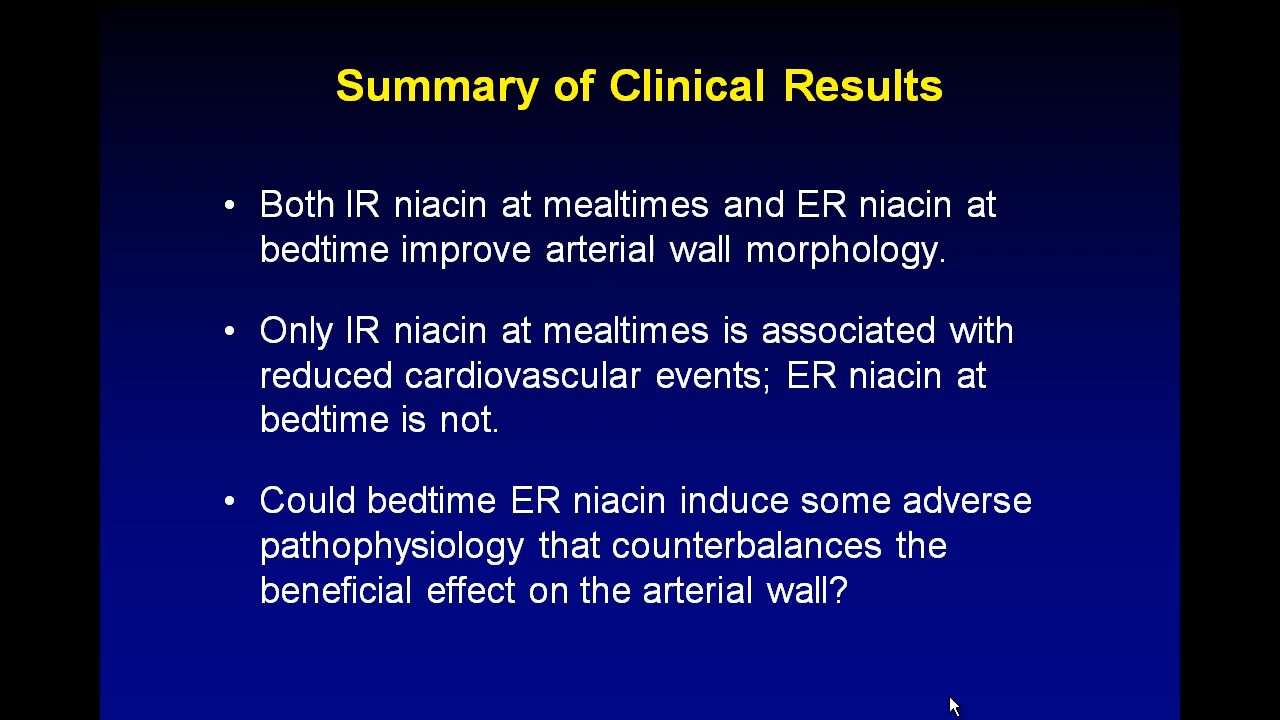 Summary of Clinical Results
• Both IR niacin at mealtimes and ER niacin at
bedtime improve arterial wall morphology.
• Only IR niacin at mealtimes is associated with
reduced cardiovascular events; ER niacin at
bedtime is not.
• Could bedtime ER niacin induce some adverse
pathophysiology that counterbalances the
beneficial effect on the arterial wall?